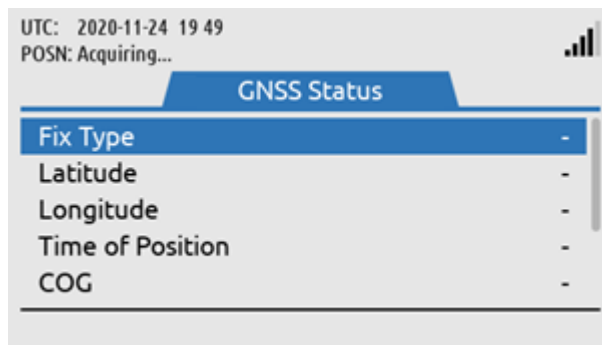 UTC: 2020-11-24 19 49
POSN: Acquiring...
GNSS Status
Fix Type -
Latitude -
Longitude -
Time of Position -
COG -